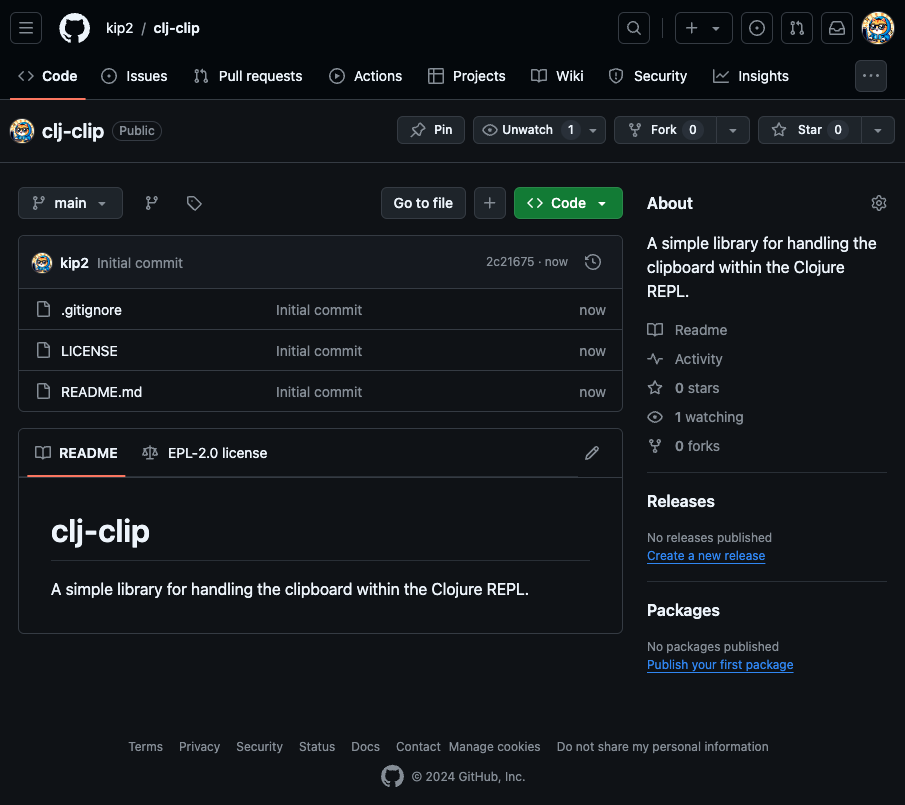 kip2 / clj-clip
Code Issues Pull requests Actions Projects Wiki Security Insights
clj-clip Public Pin Unwatch 1 Fork 0 Star 0
main Go to file Code
kip2 Initial commit 2c21675 · now
.gitignore Initial commit now
LICENSE Initial commit now
README.md Initial commit now
README EPL-2.0 license
clj-clip
A simple library for handling the clipboard within the Clojure REPL.
About
A simple library for handling the
clipboard within the Clojure
REPL.
Readme
Activity
0 stars
1 watching
0 forks
Releases
No releases published
Create a new release
Packages
No packages published
Publish your first package
Terms Privacy Security Status Docs Contact Manage cookies Do not share my personal information
© 2024 GitHub, Inc.